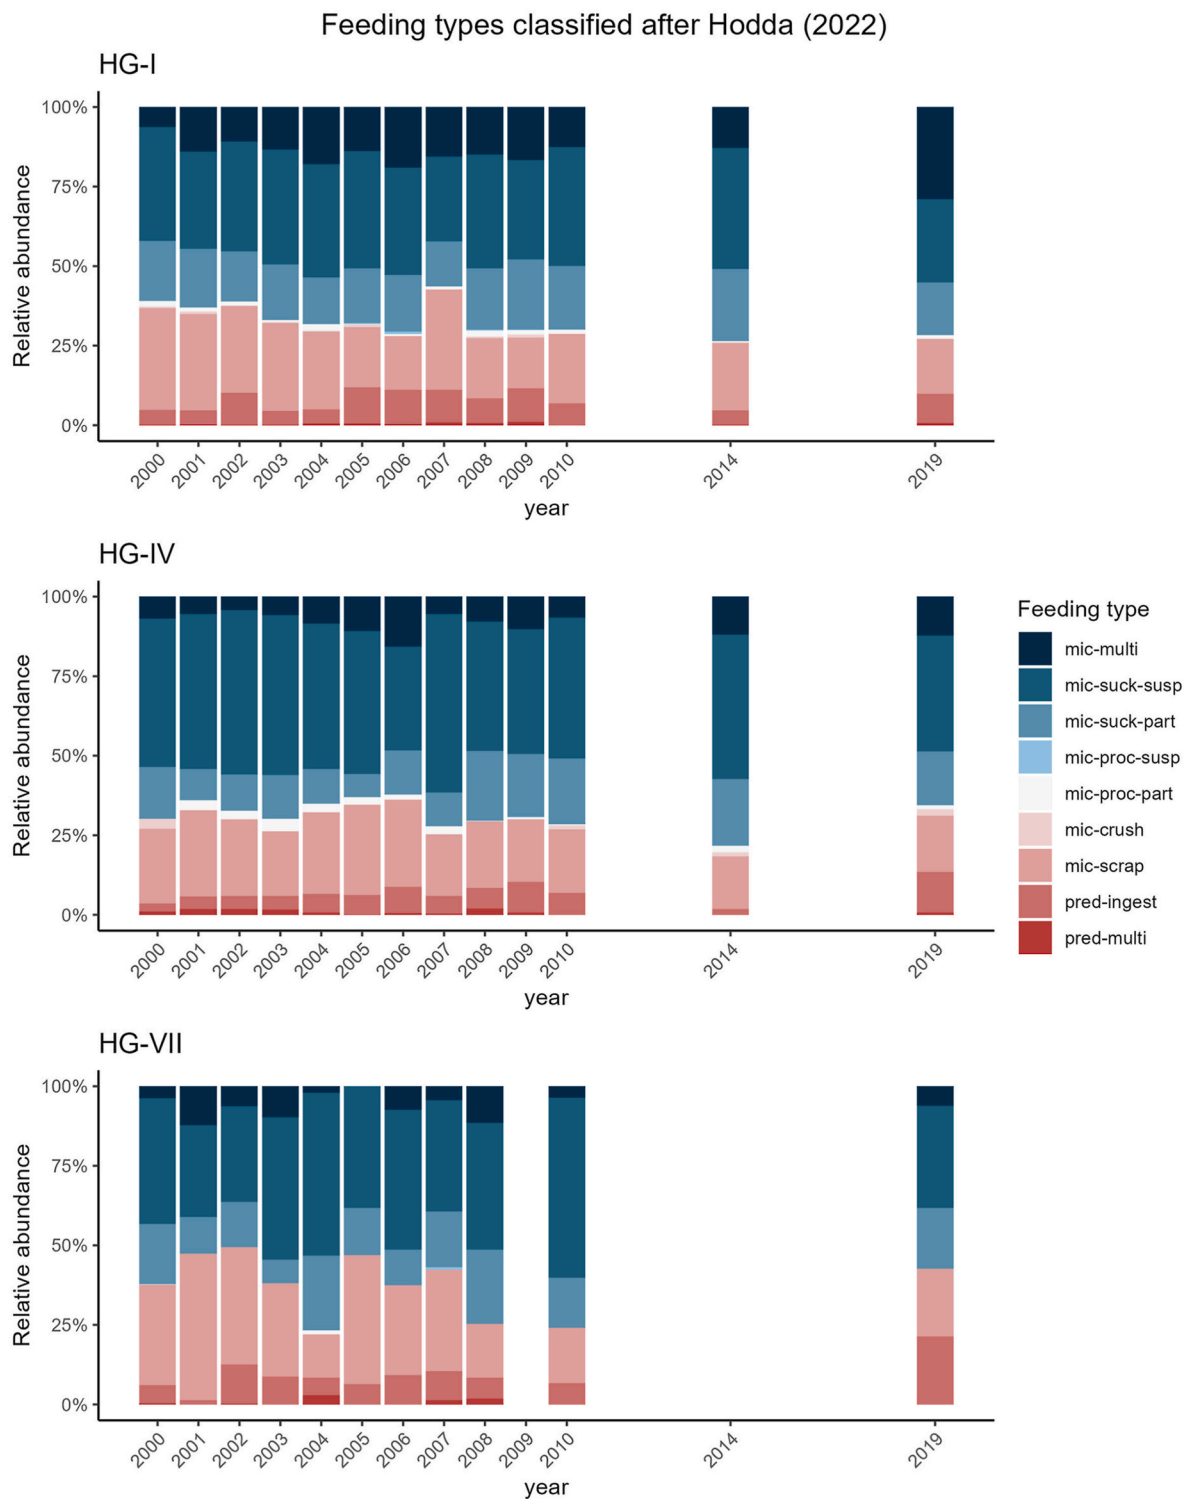 Feeding types classified after Hodda (2022)
HG-I
Relative abundance
100%
75%
50%
25%
0%
2000 2001 2002 2003 2004 2005 2006 2007 2008 2009 2010 2014 2019
year
HG-IV
Relative abundance
100%
75%
50%
25%
0%
2000 2001 2002 2003 2004 2005 2006 2007 2008 2009 2010 2014 2019
year
Feeding type
mic-multi
mic-suck-susp
mic-suck-part
mic-proc-susp
mic-proc-part
mic-crush
mic-scrap
pred-ingest
pred-multi
HG-VII
Relative abundance
100%
75%
50%
25%
0%
2000 2001 2002 2003 2004 2005 2006 2007 2008 2009 2010 2014 2019
year